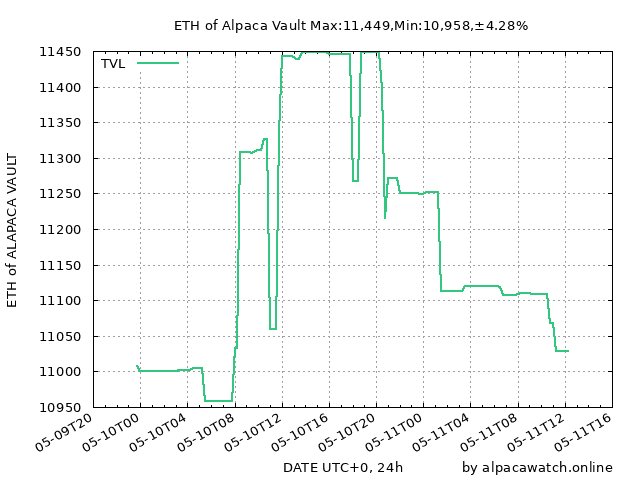 ETH of Alpaca Vault Max:11,449,Min:10,958,±4.28%
TVL
ETH of ALAPACA VAULT
11450
11400
11350
11300
11250
11200
11150
11100
11050
11000
10950
05-09T20
05-10T00
05-10T04
05-10T08
05-10T12
05-10T16
05-10T20
05-11T00
05-11T04
05-11T08
05-11T12
05-11T16
DATE UTC+0, 24h
by alpacawatch.online